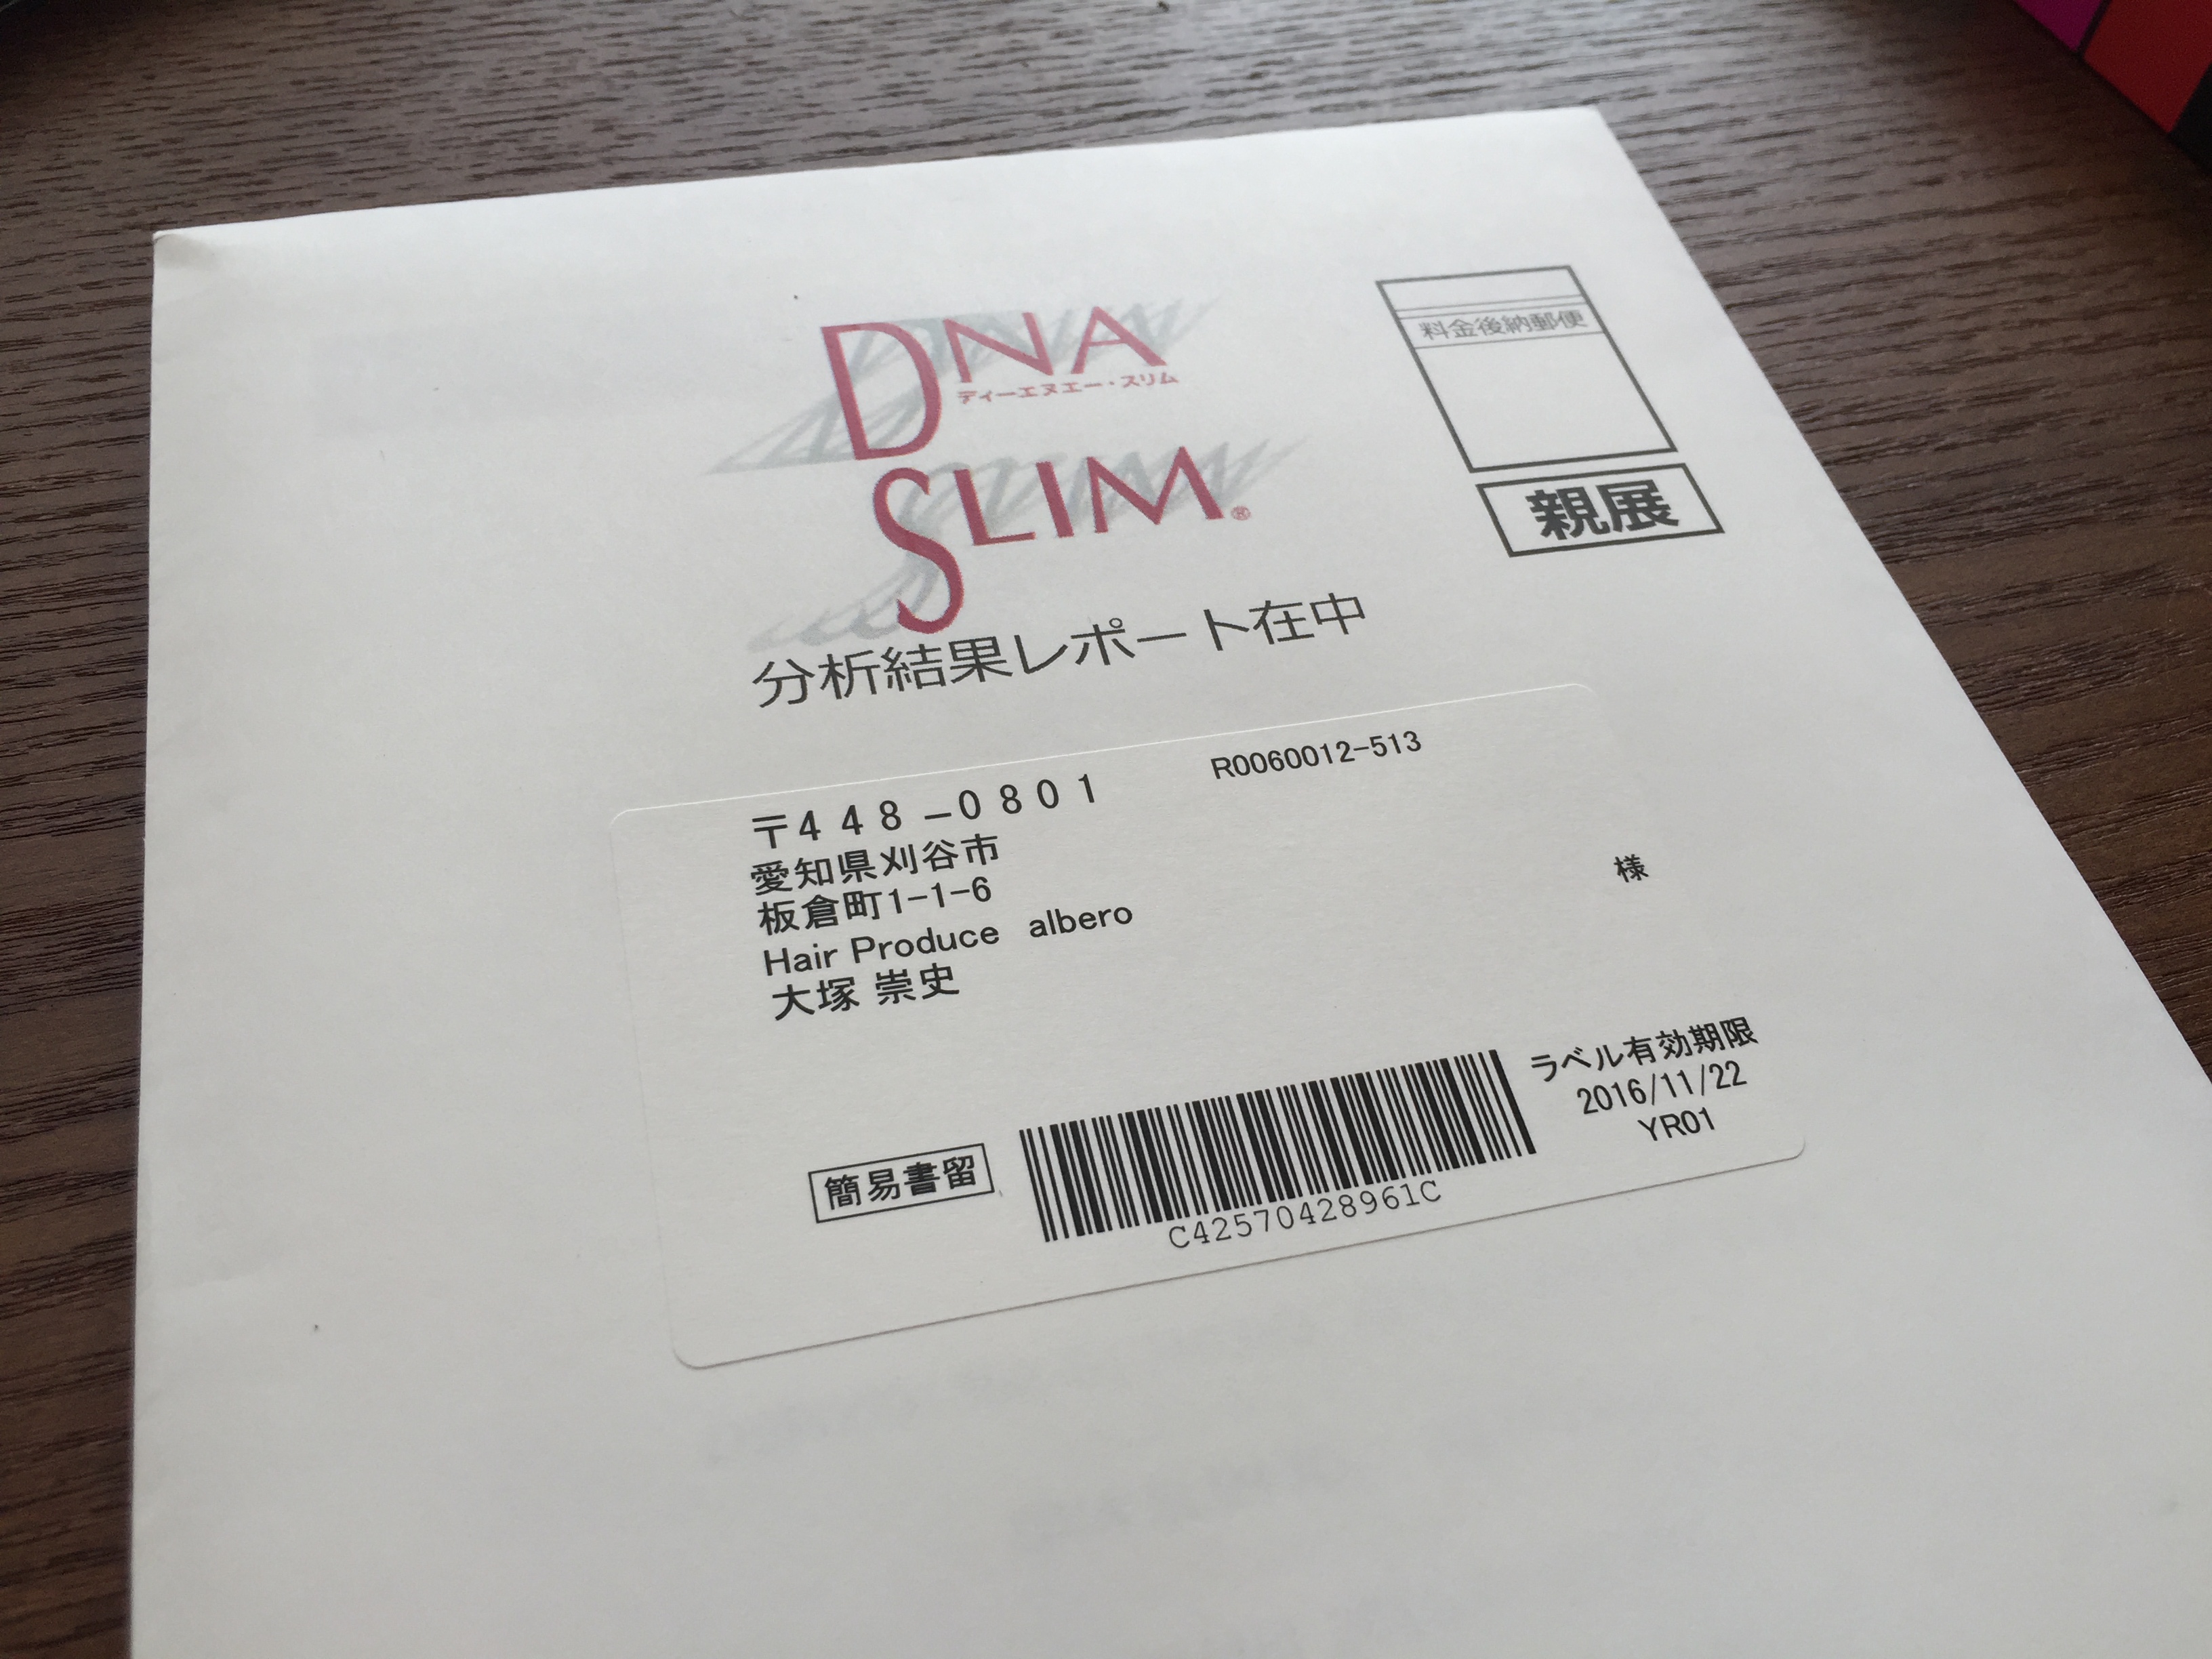 DNA
ディーエヌエー・スリム
SLIM®
料金後納郵便
親展
分析結果レポート在中
R0060012-513
〒448-0801
愛知県刈谷市
板倉町1-1-6
Hair Produce albero
大塚 崇史
様
簡易書留
C42570428961C
ラベル有効期限
2016/11/22
YR01